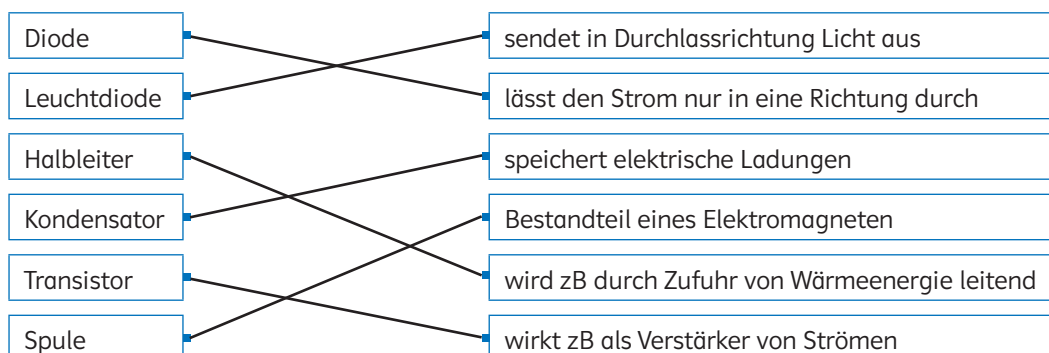 Diode
sendet in Durchlassrichtung Licht aus
Leuchtdiode
lässt den Strom nur in eine Richtung durch
Halbleiter
speichert elektrische Ladungen
Kondensator
Bestandteil eines Elektromagneten
Transistor
wird zB durch Zufuhr von Wärmeenergie leitend
Spule
wirkt zB als Verstärker von Strömen